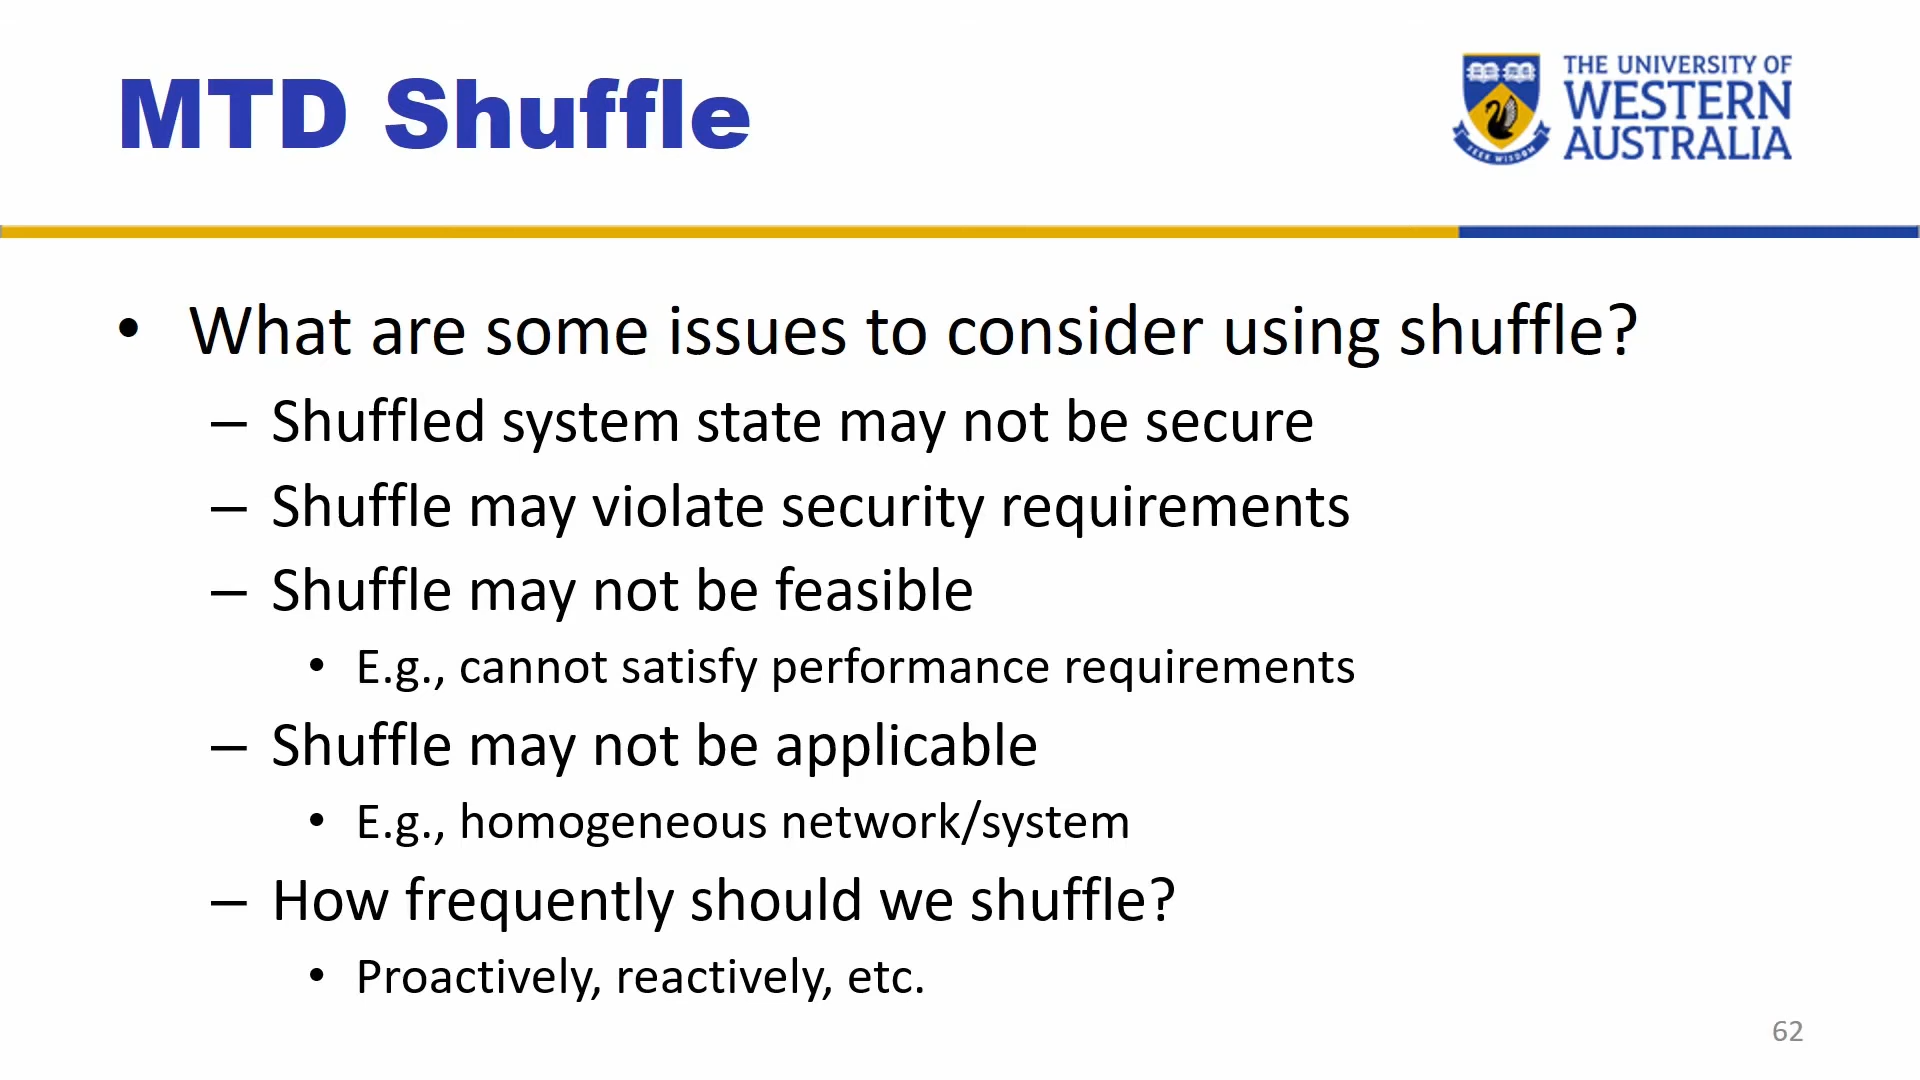 MTD Shuffle
THE UNIVERSITY OF
WESTERN
AUSTRALIA
SEEK WISDOM
• What are some issues to consider using shuffle?
– Shuffled system state may not be secure
– Shuffle may violate security requirements
– Shuffle may not be feasible
• E.g., cannot satisfy performance requirements
– Shuffle may not be applicable
• E.g., homogeneous network/system
– How frequently should we shuffle?
• Proactively, reactively, etc.
62